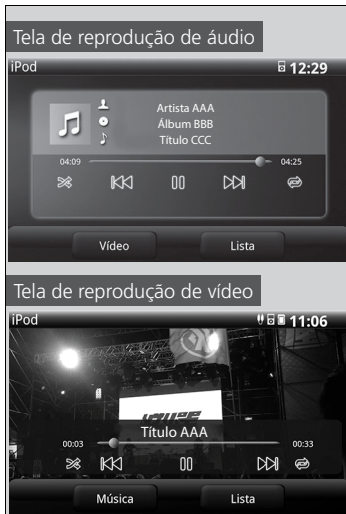 Tela de reprodução de áudio
iPod 12:29
Artista AAA
Álbum BBB
Título CCC
04:09 04:25
Vídeo Lista
Tela de reprodução de vídeo
iPod 11:06
Título AAA
00:03 00:33
Música Lista